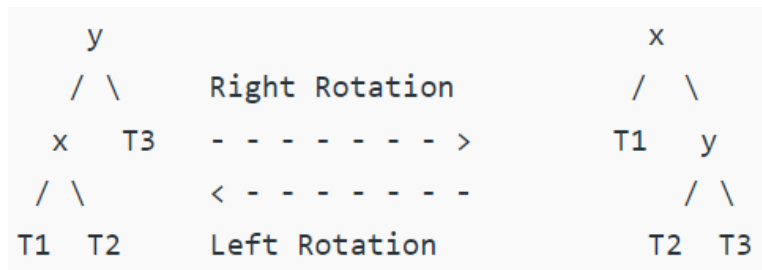 y x
/ \ Right Rotation / \
x T3 - - - - - - - > T1 y
/ \ < - - - - - - - / \
T1 T2 Left Rotation T2 T3